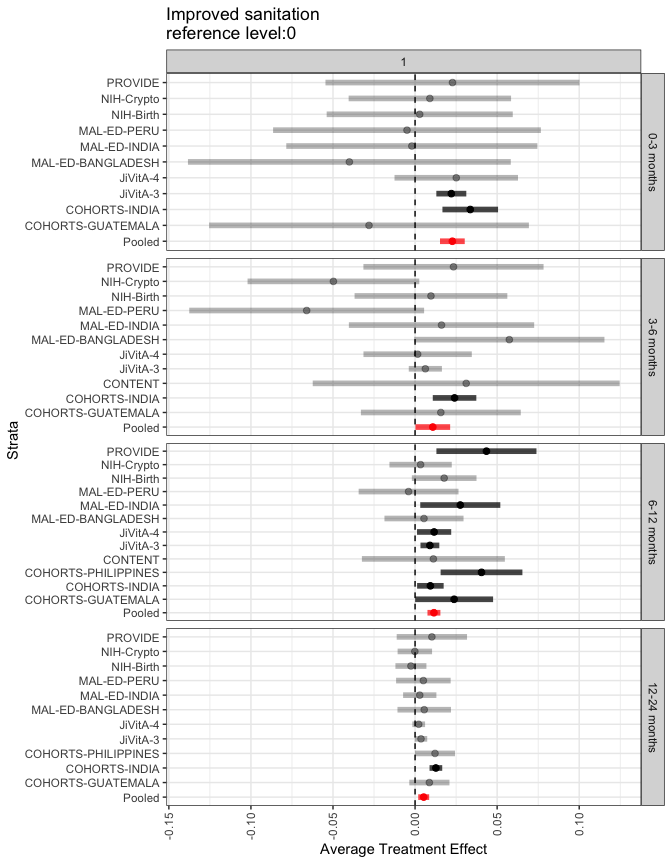 Improved sanitation
reference level:0
1
PROVIDE
NIH-Crypto
NIH-Birth
MAL-ED-PERU
MAL-ED-INDIA
MAL-ED-BANGLADESH
JiVitA-4
JiVitA-3
COHORTS-INDIA
COHORTS-GUATEMALA
Pooled
0-3 months
PROVIDE
NIH-Crypto
NIH-Birth
MAL-ED-PERU
MAL-ED-INDIA
MAL-ED-BANGLADESH
JiVitA-4
JiVitA-3
CONTENT
COHORTS-INDIA
COHORTS-GUATEMALA
Pooled
3-6 months
Strata
PROVIDE
NIH-Crypto
NIH-Birth
MAL-ED-PERU
MAL-ED-INDIA
MAL-ED-BANGLADESH
JiVitA-4
JiVitA-3
CONTENT
COHORTS-PHILIPPINES
COHORTS-INDIA
COHORTS-GUATEMALA
Pooled
6-12 months
PROVIDE
NIH-Crypto
NIH-Birth
MAL-ED-PERU
MAL-ED-INDIA
MAL-ED-BANGLADESH
JiVitA-4
JiVitA-3
COHORTS-PHILIPPINES
COHORTS-INDIA
COHORTS-GUATEMALA
Pooled
12-24 months
-0.15 -0.10 -0.05 0.00 0.05 0.10
Average Treatment Effect